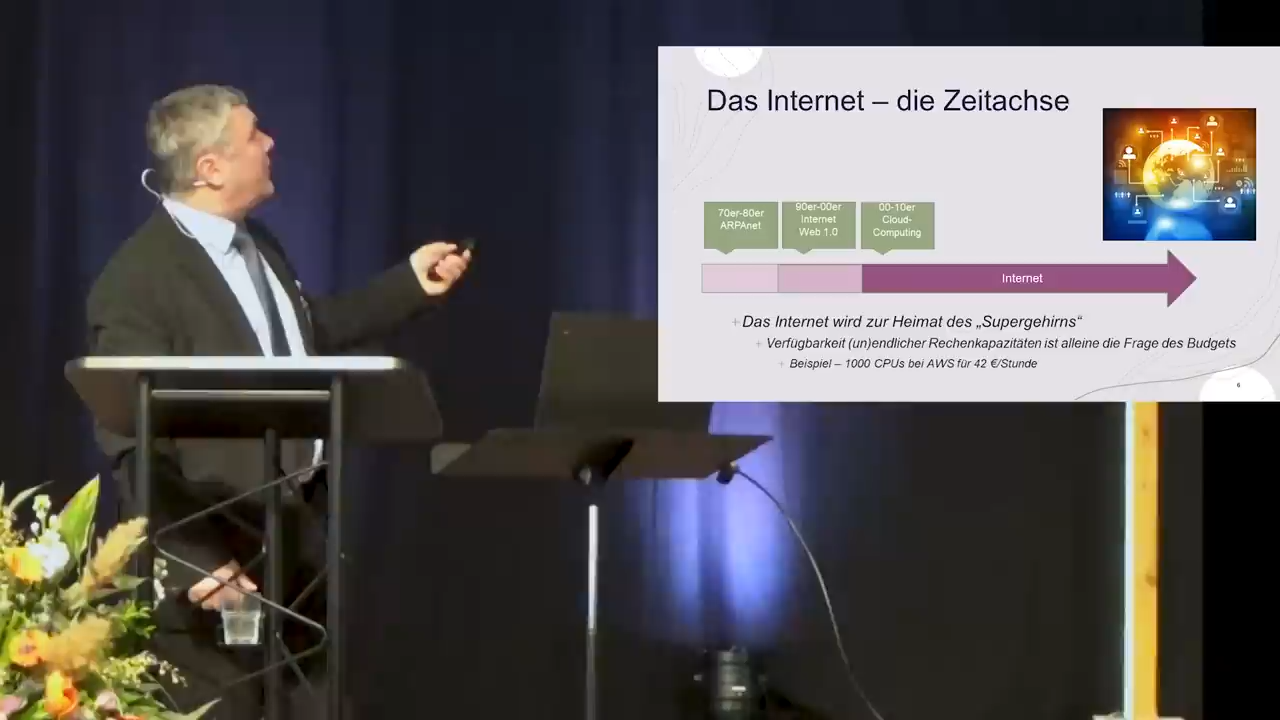 Das Internet – die Zeitachse
70er-80er
ARPAnet
90er-00er
Internet
Web 1.0
00-10er
Cloud-
Computing
Internet
+Das Internet wird zur Heimat des „Supergehirns“
+ Verfügbarkeit (un)endlicher Rechenkapazitäten ist alleine die Frage des Budgets
+ Beispiel – 1000 CPUs bei AWS für 42 €/Stunde
6